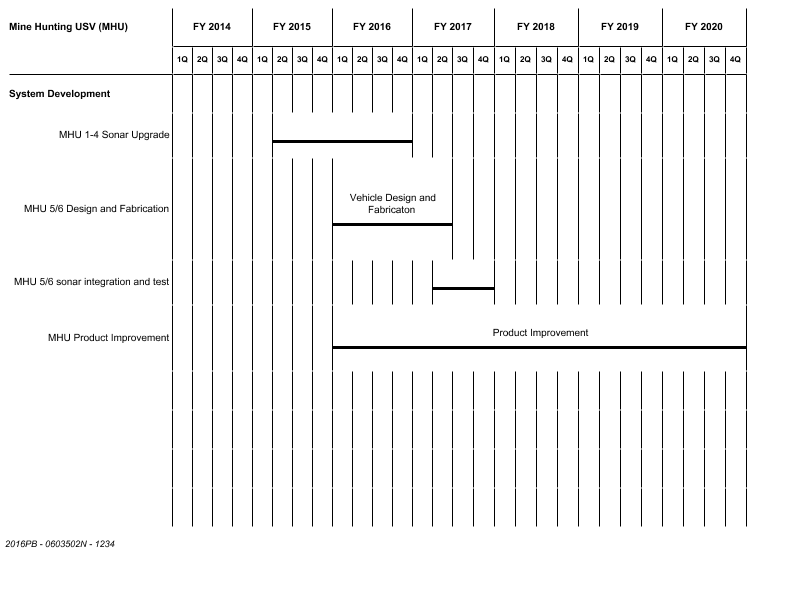 Mine Hunting USV (MHU) FY 2014 FY 2015 FY 2016 FY 2017 FY 2018 FY 2019 FY 2020
1Q 2Q 3Q 4Q 1Q 2Q 3Q 4Q 1Q 2Q 3Q 4Q 1Q 2Q 3Q 4Q 1Q 2Q 3Q 4Q 1Q 2Q 3Q 4Q 1Q 2Q 3Q 4Q
System Development
MHU 1-4 Sonar Upgrade
Vehicle Design and
Fabricaton
MHU 5/6 Design and Fabrication
MHU 5/6 sonar integration and test
Product Improvement
MHU Product Improvement
2016PB - 0603502N - 1234